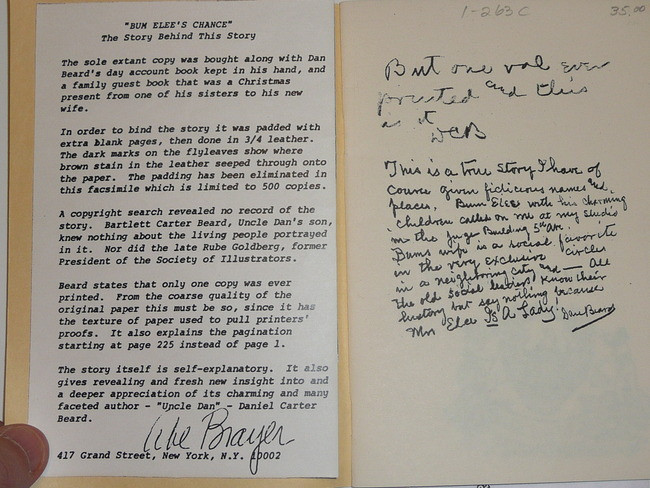 "BUM ELEE'S CHANCE"
The Story Behind This Story
The sole extant copy was bought along with Dan
Beard's day account book kept in his hand, and
a family guest book that was a Christmas
present from one of his sisters to his new
wife.
In order to bind the story it was padded with
extra blank pages, then done in 3/4 leather.
The dark marks on the flyleaves show where
brown stain in the leather seeped through onto
the paper. The padding has been eliminated in
this facsimile which is limited to 500 copies.
A copyright search revealed no record of the
story. Bartlett Carter Beard, Uncle Dan's son,
knew nothing about the living people portrayed
in it. Nor did the late Rube Goldberg, former
President of the Society of Illustrators.
Beard states that only one copy was ever
printed. From the coarse quality of the
original paper this must be so, since it has
the texture of paper used to pull printers'
proofs. It also explains the pagination
starting at page 225 instead of page 1.
The story itself is self-explanatory. It also
gives revealing and fresh new insight into and
a deeper appreciation of its charming and many
faceted author - "Uncle Dan" - Daniel Carter
Beard.
Abe Brayer
417 Grand Street, New York, N.Y. 10002
1-263C 35.00
But one vol ever
printed and this
is it
DCB
This is a true story I have of
course given ficticeous names and
places. Bum Elee with his charming
children called on me at my studio
in the Judge Building 5th Ave.
Bums wife is a social favorite
in the very exclusive circles
in a neighboring city and — All
the old social leaders know their
history but say nothing because
Mrs Elee Is A Lady! Dan Beard